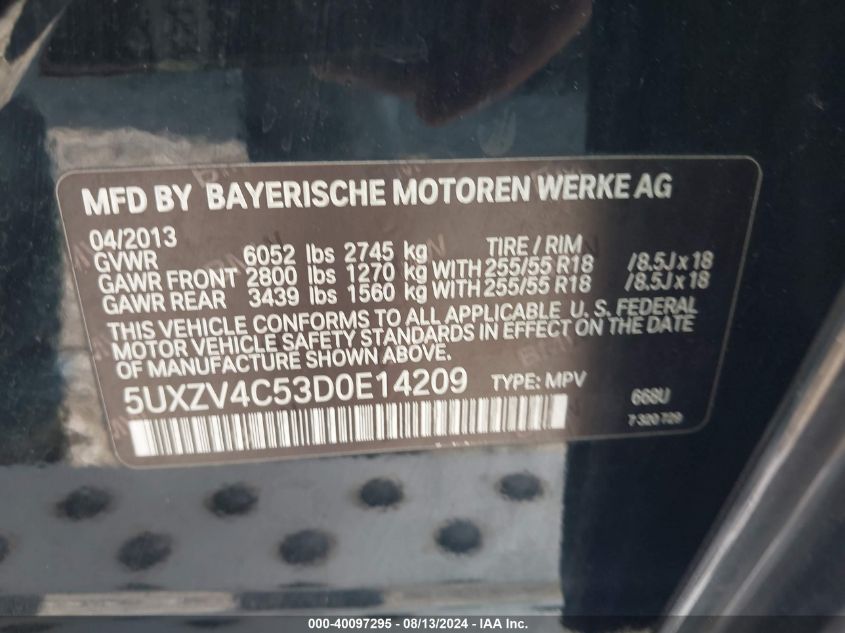 MFD BY BAYERISCHE MOTOREN WERKE AG
04/2013 TIRE / RIM
GVWR 6052 lbs 2745 kg
GAWR FRONT 2800 lbs 1270 kg WITH 255/55 R18 /8.5J x 18
GAWR REAR 3439 lbs 1560 kg WITH 255/55 R18 /8.5J x 18
THIS VEHICLE CONFORMS TO ALL APPLICABLE U. S. FEDERAL
MOTOR VEHICLE SAFETY STANDARDS IN EFFECT ON THE DATE
OF MANUFACTURE SHOWN ABOVE.
5UXZV4C53D0E14209 TYPE: MPV 668U
7 320 729
000-40097295 - 08/13/2024 - IAA Inc.